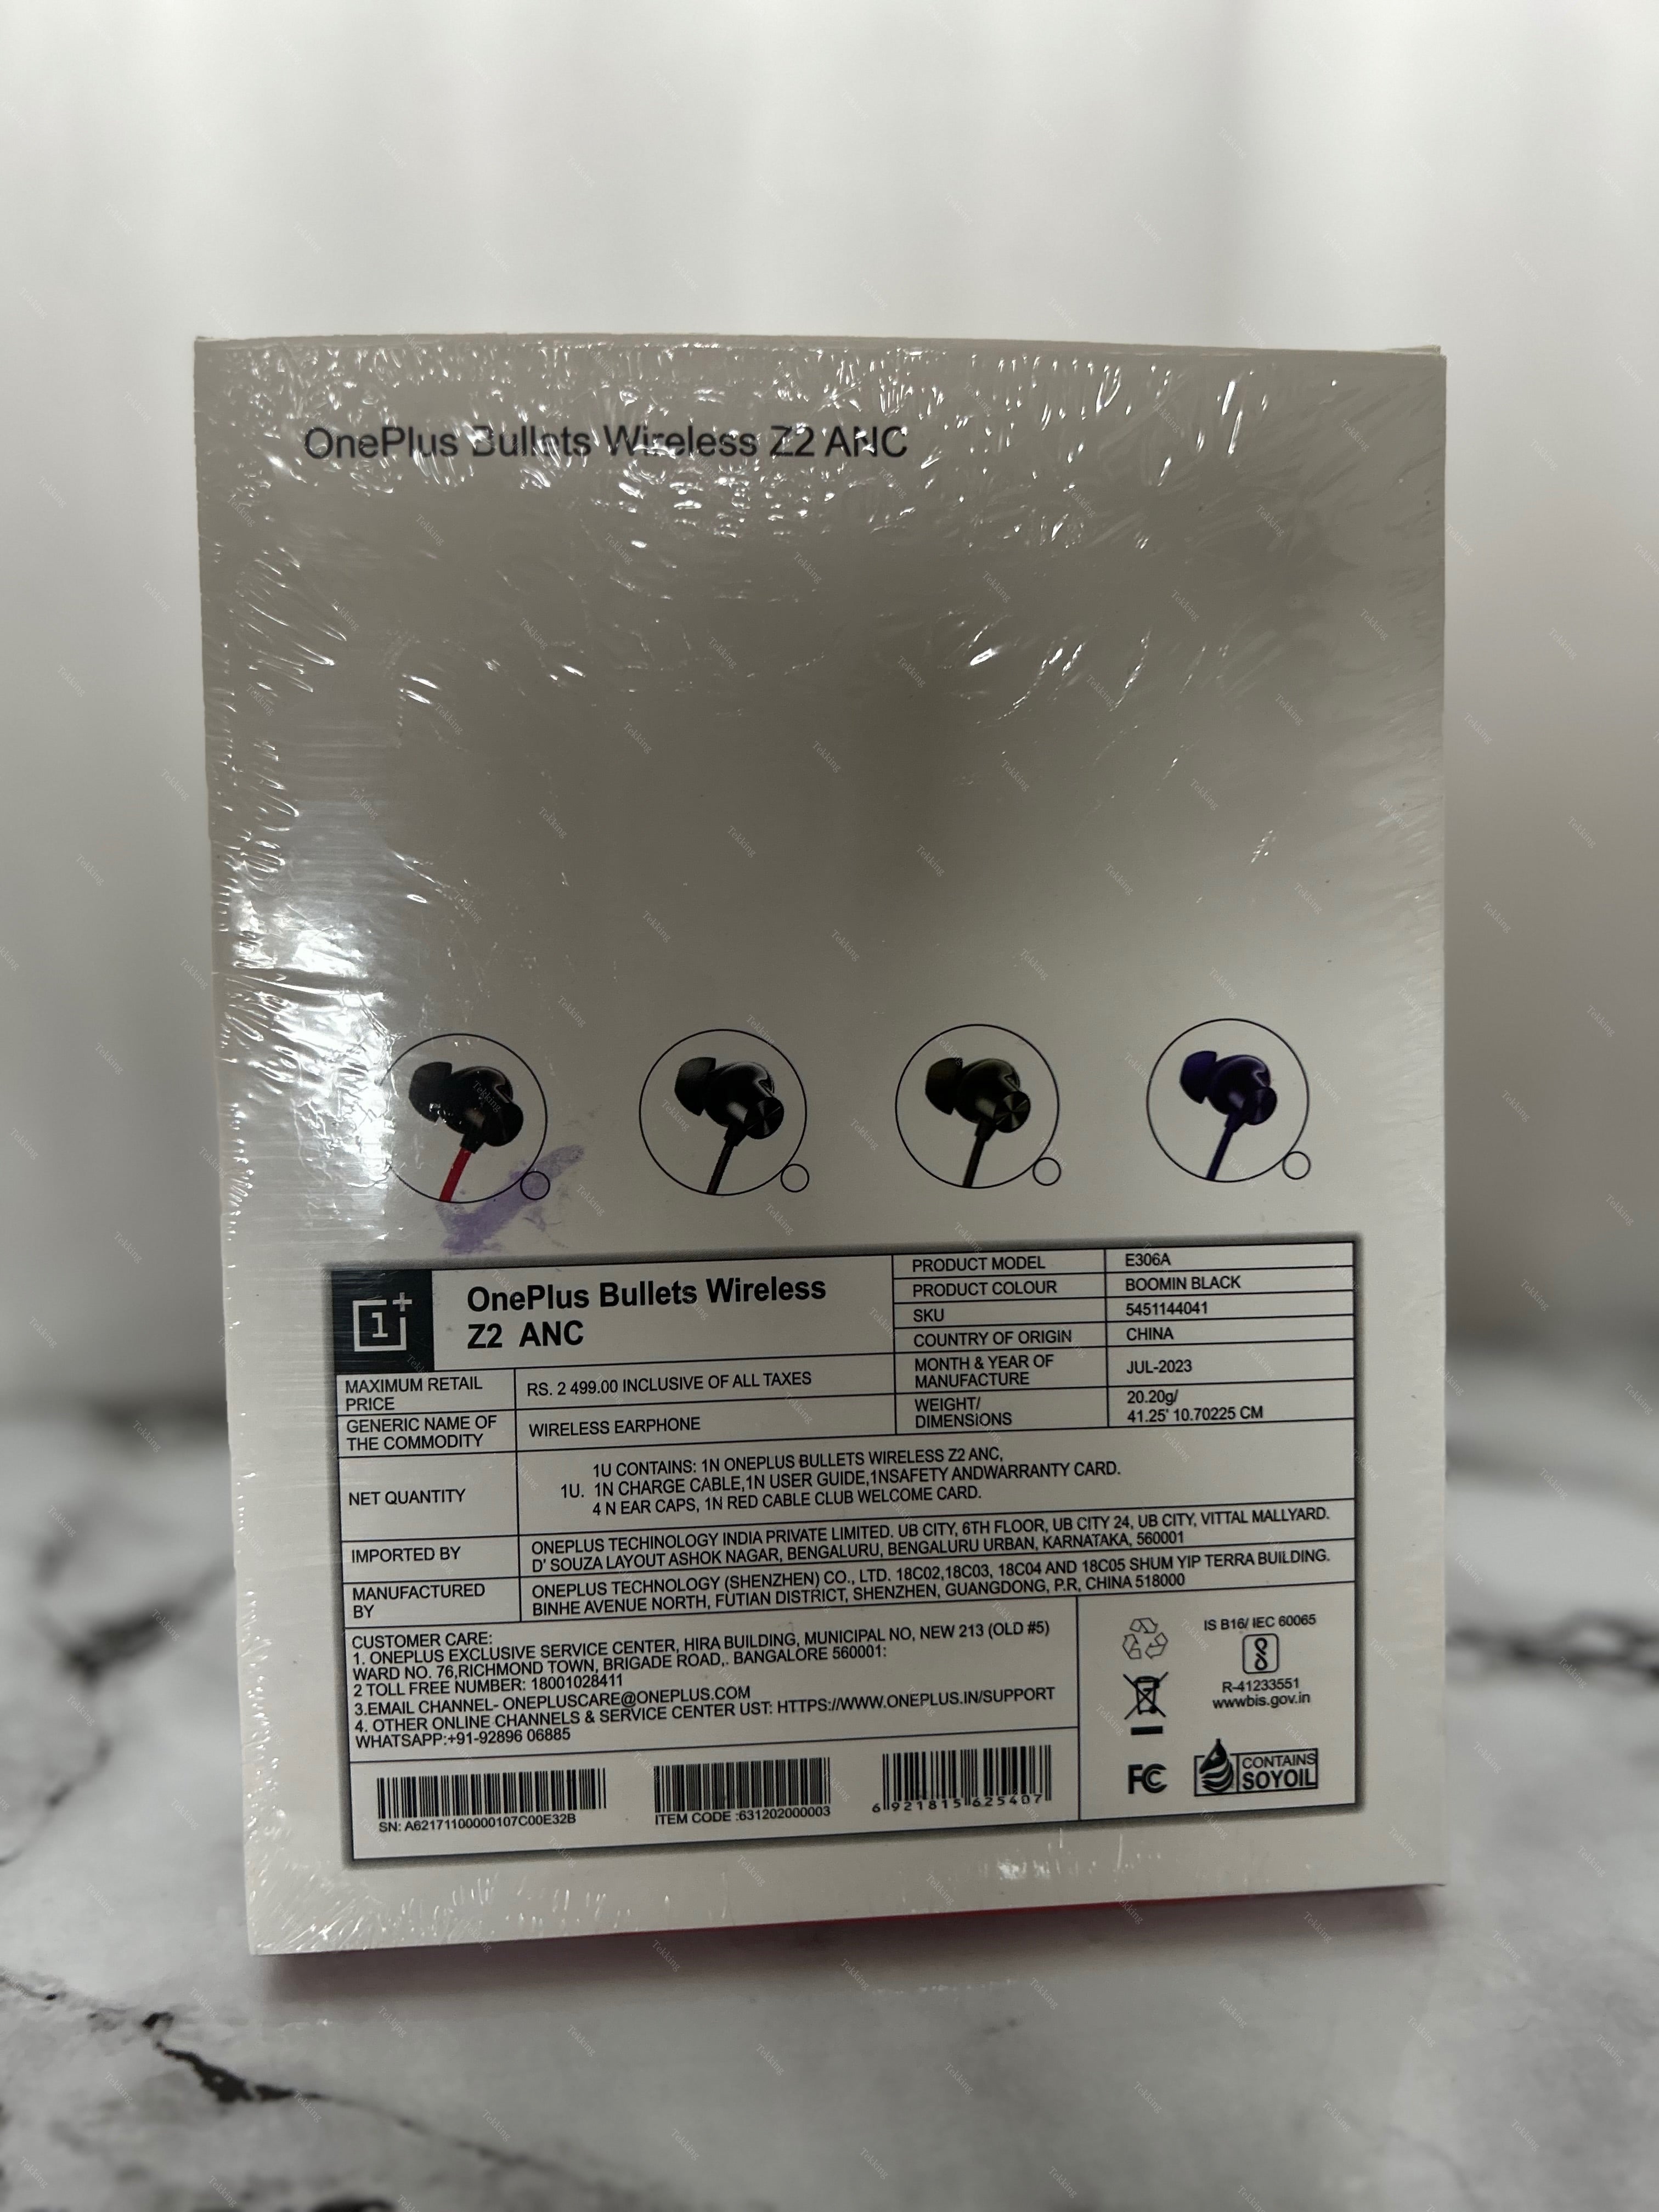 OnePlus Bullets Wireless Z2 ANC
1+
OnePlus Bullets Wireless
Z2 ANC
PRODUCT MODEL E306A
PRODUCT COLOUR BOOMIN BLACK
SKU 5451144041
COUNTRY OF ORIGIN CHINA
MONTH & YEAR OF
MANUFACTURE
JUL-2023
WEIGHT/
DIMENSIONS
20.20g/
41.25' 10.70225 CM
MAXIMUM RETAIL
PRICE
RS. 2 499.00 INCLUSIVE OF ALL TAXES
GENERIC NAME OF
THE COMMODITY
WIRELESS EARPHONE
NET QUANTITY
1U CONTAINS: 1N ONEPLUS BULLETS WIRELESS Z2 ANC,
1U. 1N CHARGE CABLE,1N USER GUIDE,1NSAFETY ANDWARRANTY CARD.
4 N EAR CAPS, 1N RED CABLE CLUB WELCOME CARD.
IMPORTED BY
ONEPLUS TECHINOLOGY INDIA PRIVATE LIMITED. UB CITY, 6TH FLOOR, UB CITY 24, UB CITY, VITTAL MALLYARD.
D' SOUZA LAYOUT ASHOK NAGAR, BENGALURU, BENGALURU URBAN, KARNATAKA, 560001
MANUFACTURED
BY
ONEPLUS TECHNOLOGY (SHENZHEN) CO., LTD. 18C02,18C03, 18C04 AND 18C05 SHUM YIP TERRA BUILDING.
BINHE AVENUE NORTH, FUTIAN DISTRICT, SHENZHEN, GUANGDONG, P.R, CHINA 518000
CUSTOMER CARE:
1. ONEPLUS EXCLUSIVE SERVICE CENTER, HIRA BUILDING, MUNICIPAL NO, NEW 213 (OLD #5)
WARD NO. 76,RICHMOND TOWN, BRIGADE ROAD,. BANGALORE 560001:
2 TOLL FREE NUMBER: 18001028411
3.EMAIL CHANNEL- ONEPLUSCARE@ONEPLUS.COM
4. OTHER ONLINE CHANNELS & SERVICE CENTER UST: HTTPS://WWW.ONEPLUS.IN/SUPPORT
WHATSAPP:+91-92896 06885
IS B16/ IEC 60065
R-41233551
wwwbis.gov.in
FC
CONTAINS
SOYOIL
SN: A62171100000107C00E32B
ITEM CODE :631202000003
6 921815 625407
Tekking